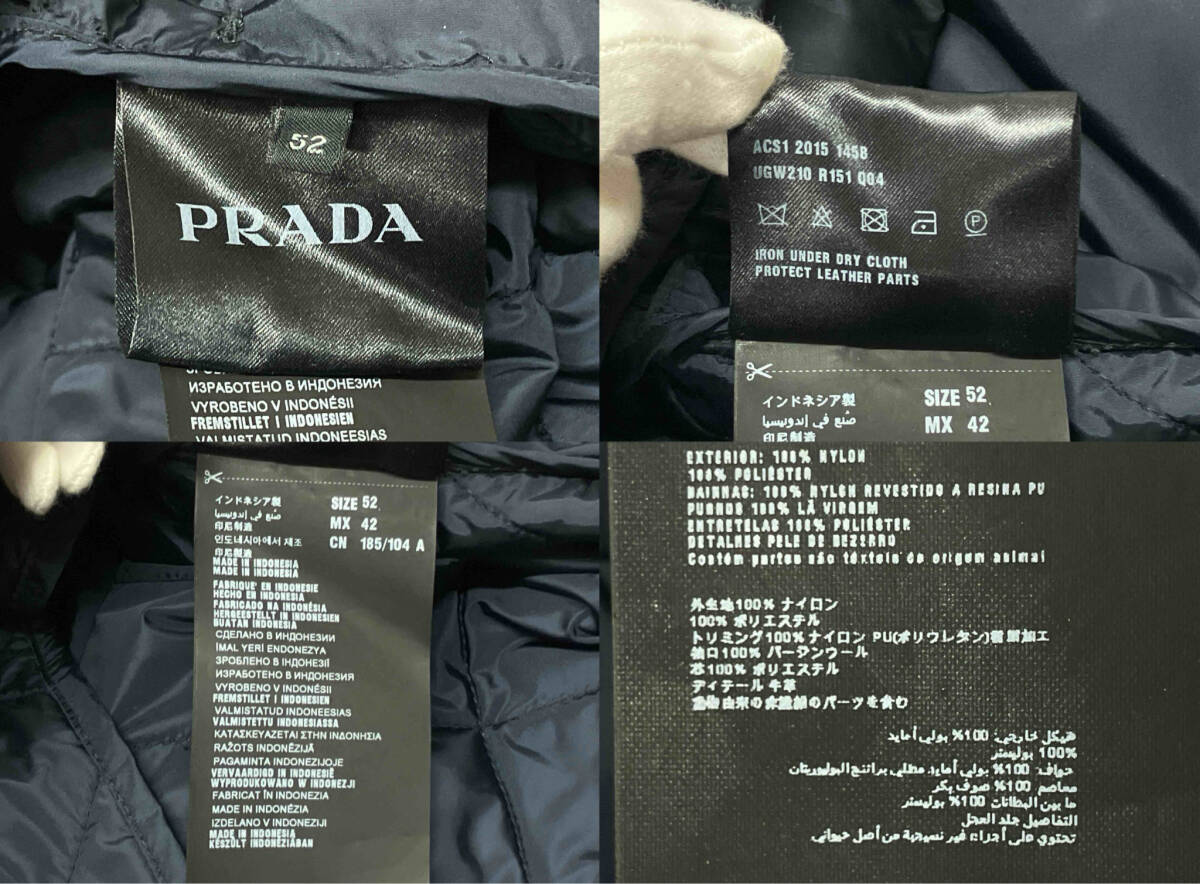 52
PRADA
ИЗРАБОТЕНО В ИНДОНЕЗИЯ
VYROBENO V INDONÉSII
FREMSTILLET I INDONESIEN
VALMISTATUD INDONEESIAS
ACS1 2015 145B
UGW210 R151 Q04
P
IRON UNDER DRY CLOTH
PROTECT LEATHER PARTS
インドネシア製
صنع في إندونيسيا
印尼制造
SIZE 52
MX 42
インドネシア製
صنع في إندونيسيا
印尼制造
인도네시아에서 제조
印尼製造
SIZE 52
MX 42
CN 185/104 A
MADE IN INDONESIA
MADE IN INDONESIA
FABRIQUÉ EN INDONESIE
HECHO EN INDONESIA
FABRICADO NA INDONÉSIA
HERGESTELLT IN INDONESIEN
BUATAN INDONESIA
СДЕЛАНО В ИНДОНЕЗИИ
İMAL YERİ ENDONEZYA
ЗРОБЛЕНО В ІНДОНЕЗІЇ
ИЗРАБОТЕНО В ИНДОНЕЗИЯ
VYROBENO V INDONÉSII
FREMSTILLET I INDONESIEN
VALMISTATUD INDONEESIAS
VALMISTETTU INDONESIASSA
ΚΑΤΑΣΚΕΥΑΖΕΤΑΙ ΣΤΗΝ ΙΝΔΟΝΗΣΙΑ
RAŽOTS INDONĒZIJĀ
PAGAMINTA INDONEZIJOJE
VERVAARDIGD IN INDONESIË
WYPRODUKOWANO W INDONEZJI
FABRICAT ÎN INDONEZIA
MADE IN INDONÉZIA
IZDELANO V INDONEZIJI
MADE IN INDONESIA
KÉSZÜLT INDONÉZIÁBAN
EXTERIOR: 100% NYLON
100% POLIÉSTER
BAINHAS: 100% NYLON REVESTIDO A RESINA PU
PUNHOS 100% LÃ VIRGEM
ENTRETELAS 100% POLIÉSTER
DETALHES PELE DE BEZERRO
Contém partes não têxteis de origem animal
外生地100% ナイロン
100% ポリエステル
トリミング100% ナイロン PU(ポリウレタン)樹脂加工
袖口100% バージンウール
芯100% ポリエステル
ディテール 牛革
動物由来の非繊維のパーツを含む
هيكل خارجي: 100% بولي أمايد
100% بوليستر
حوافه: 100% بولي أمايد مطلي براتنج البوليوريتان
معاصم 100% صوف بكر
ما بين البطانات 100% بوليستر
التفاصيل جلد العجل
تحتوي على أجزاء غير نسيجية من أصل حيواني